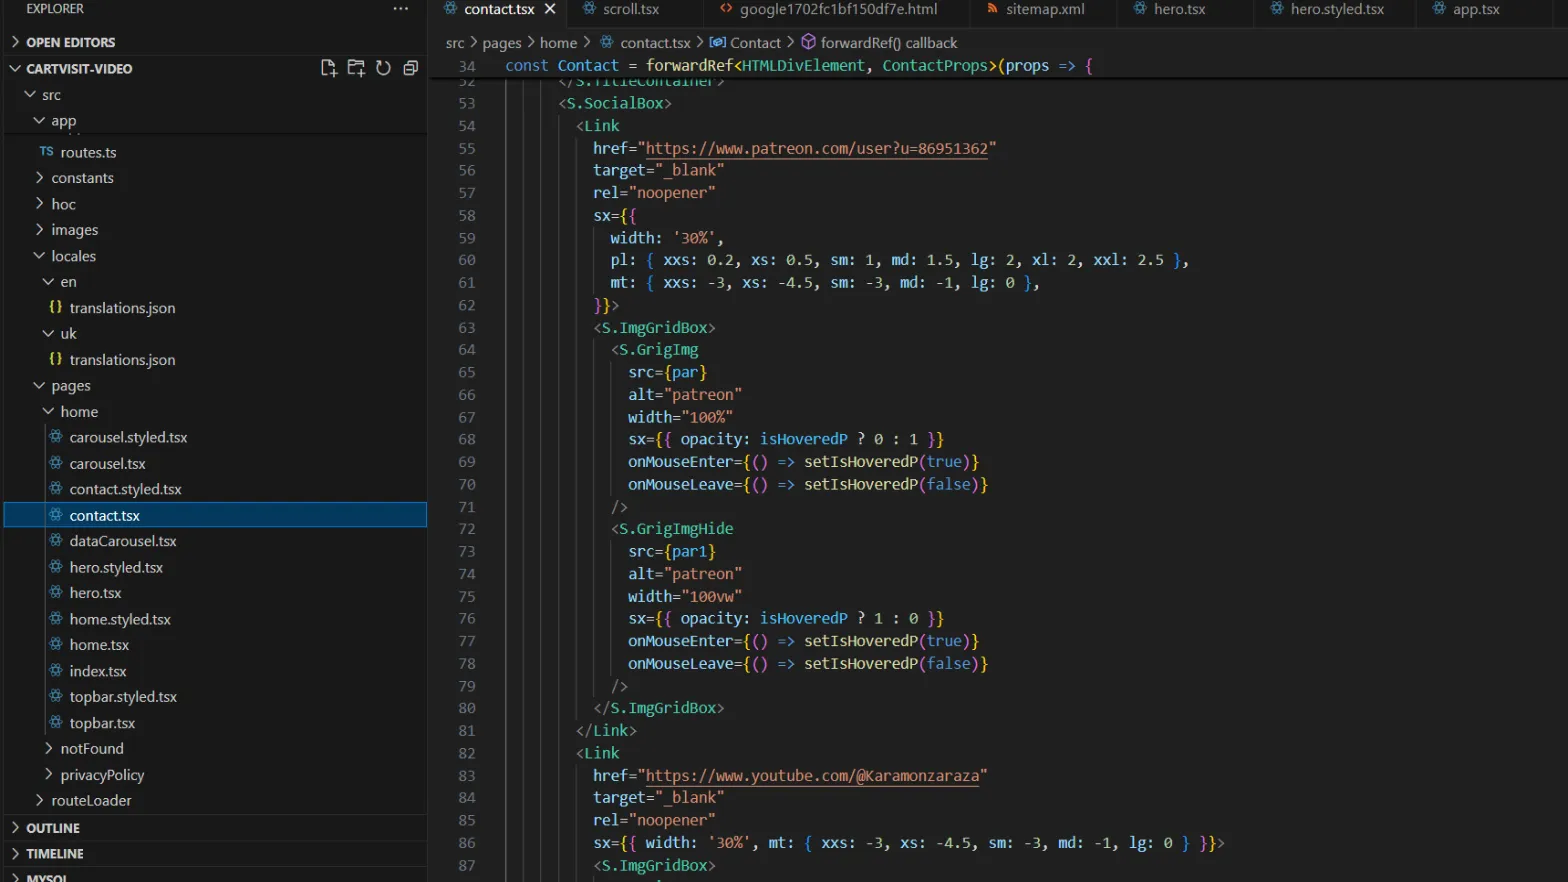 EXPLORER
...
OPEN EDITORS
CARTVISIT-VIDEO
src
app
TS routes.ts
constants
hoc
images
locales
en
{} translations.json
uk
{} translations.json
pages
home
carousel.styled.tsx
carousel.tsx
contact.styled.tsx
contact.tsx
dataCarousel.tsx
hero.styled.tsx
hero.tsx
home.styled.tsx
home.tsx
index.tsx
topbar.styled.tsx
topbar.tsx
notFound
privacyPolicy
routeLoader
OUTLINE
TIMELINE
MYSQL
contact.tsx
scroll.tsx
google1702fc1bf150df7e.html
sitemap.xml
hero.tsx
hero.styled.tsx
app.tsx
src > pages > home > contact.tsx > Contact > forwardRef() callback
34 const Contact = forwardRef<HTMLDivElement, ContactProps>(props => {
52 </S.TitleContainer>
53 <S.SocialBox>
54 <Link
55 href="https://www.patreon.com/user?u=86951362"
56 target="_blank"
57 rel="noopener"
58 sx={{
59 width: '30%',
60 pl: { xxs: 0.2, xs: 0.5, sm: 1, md: 1.5, lg: 2, xl: 2, xxl: 2.5 },
61 mt: { xxs: -3, xs: -4.5, sm: -3, md: -1, lg: 0 },
62 }}>
63 <S.ImgGridBox>
64 <S.GrigImg
65 src={par}
66 alt="patreon"
67 width="100%"
68 sx={{ opacity: isHoveredP ? 0 : 1 }}
69 onMouseEnter={() => setIsHoveredP(true)}
70 onMouseLeave={() => setIsHoveredP(false)}
71 />
72 <S.GrigImgHide
73 src={par1}
74 alt="patreon"
75 width="100vw"
76 sx={{ opacity: isHoveredP ? 1 : 0 }}
77 onMouseEnter={() => setIsHoveredP(true)}
78 onMouseLeave={() => setIsHoveredP(false)}
79 />
80 </S.ImgGridBox>
81 </Link>
82 <Link
83 href="https://www.youtube.com/@Karamonzaraza"
84 target="_blank"
85 rel="noopener"
86 sx={{ width: '30%', mt: { xxs: -3, xs: -4.5, sm: -3, md: -1, lg: 0 } }}>
87 <S.ImgGridBox>